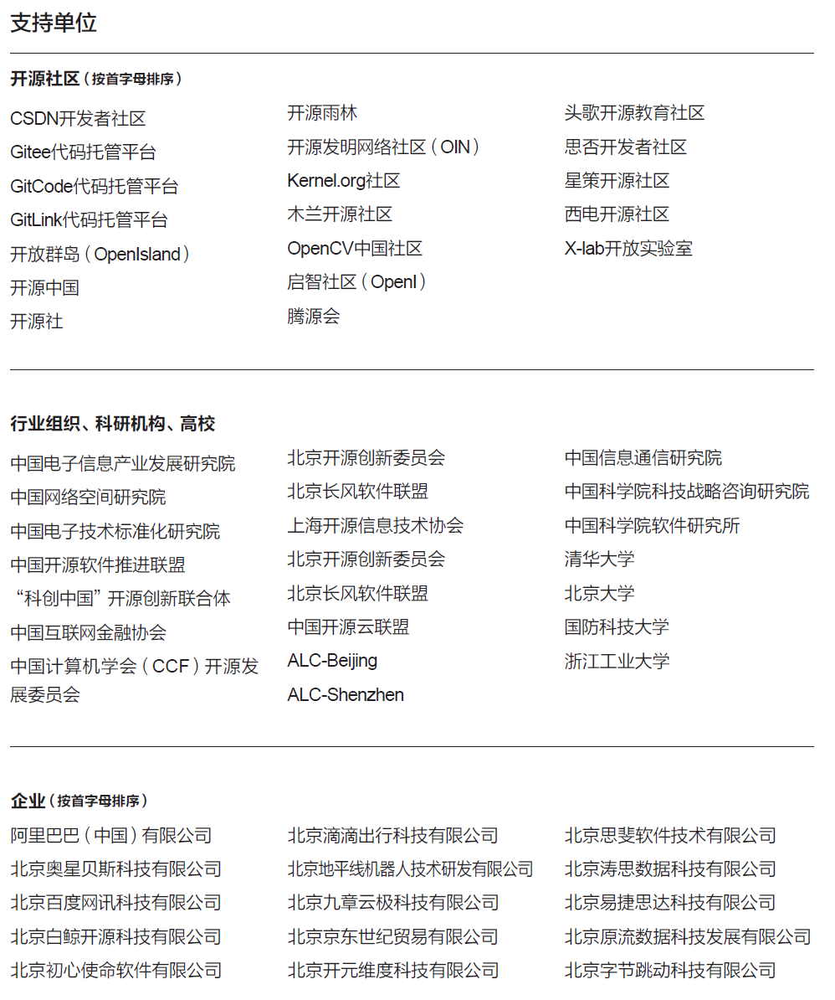 支持单位
开源社区（按首字母排序）
CSDN开发者社区
Gitee代码托管平台
GitCode代码托管平台
GitLink代码托管平台
开放群岛（OpenIsland）
开源中国
开源社
开源雨林
开源发明网络社区（OIN）
Kernel.org社区
木兰开源社区
OpenCV中国社区
启智社区（OpenI）
腾源会
头歌开源教育社区
思否开发者社区
星策开源社区
西电开源社区
X-lab开放实验室
行业组织、科研机构、高校
中国电子信息产业发展研究院
中国网络空间研究院
中国电子技术标准化研究院
中国开源软件推进联盟
“科创中国”开源创新联合体
中国互联网金融协会
中国计算机学会（CCF）开源发
展委员会
北京开源创新委员会
北京长风软件联盟
上海开源信息技术协会
北京开源创新委员会
北京长风软件联盟
中国开源云联盟
ALC-Beijing
ALC-Shenzhen
中国信息通信研究院
中国科学院科技战略咨询研究院
中国科学院软件研究所
清华大学
北京大学
国防科技大学
浙江工业大学
企业（按首字母排序）
阿里巴巴（中国）有限公司
北京奥星贝斯科技有限公司
北京百度网讯科技有限公司
北京白鲸开源科技有限公司
北京初心使命软件有限公司
北京滴滴出行科技有限公司
北京地平线机器人技术研发有限公司
北京九章云极科技有限公司
北京京东世纪贸易有限公司
北京开元维度科技有限公司
北京思斐软件技术有限公司
北京涛思数据科技有限公司
北京易捷思达科技有限公司
北京原流数据科技发展有限公司
北京字节跳动科技有限公司